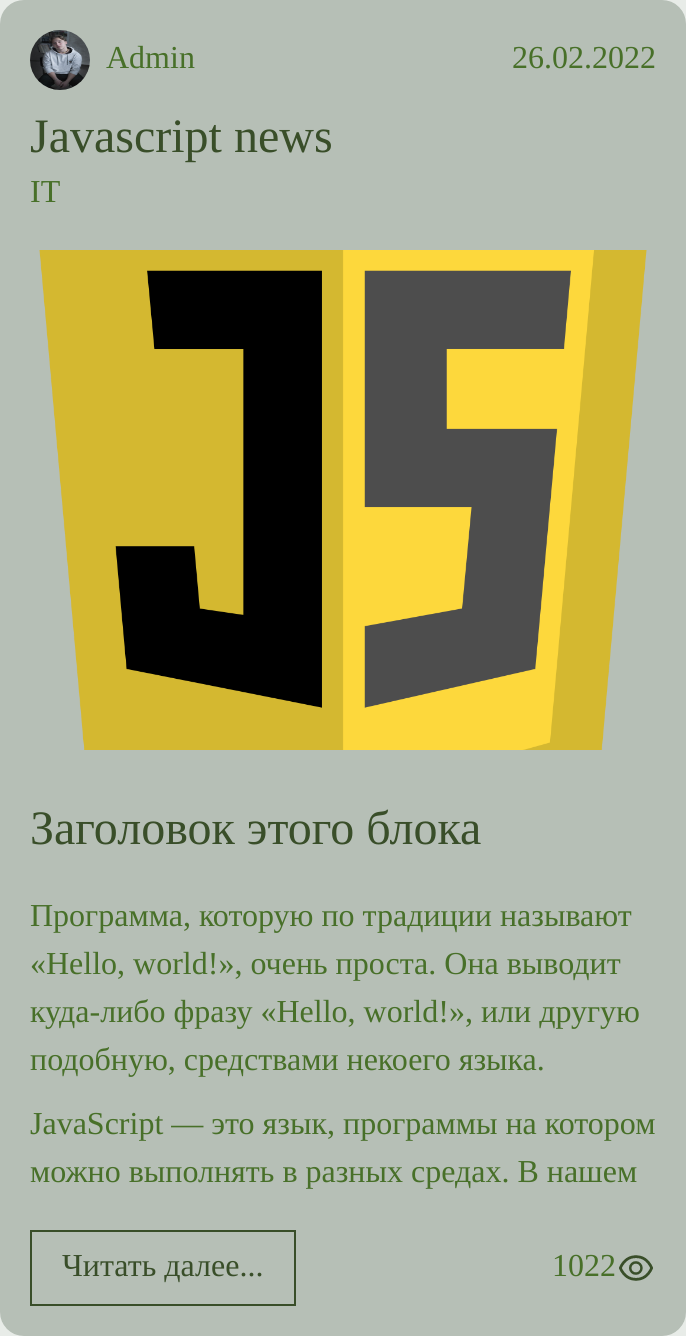 Admin 26.02.2022
Javascript news
IT
JS
Заголовок этого блока
Программа, которую по традиции называют
«Hello, world!», очень проста. Она выводит
куда-либо фразу «Hello, world!», или другую
подобную, средствами некоего языка.
JavaScript — это язык, программы на котором
можно выполнять в разных средах. В нашем
Читать далее... 1022